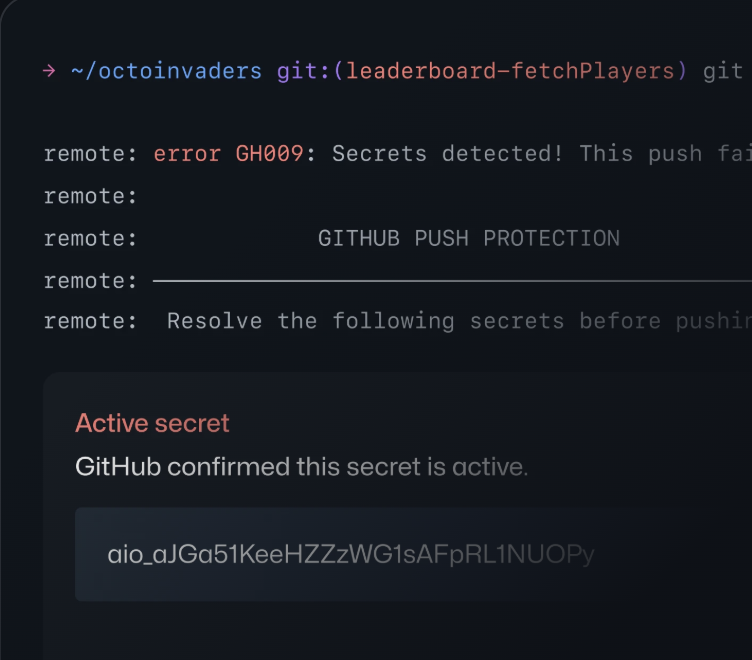 → ~/octoinvaders git:(leaderboard-fetchPlayers) git
remote: error GH009: Secrets detected! This push fai
remote:
remote: GITHUB PUSH PROTECTION
remote:
remote: Resolve the following secrets before pushin
Active secret
GitHub confirmed this secret is active.
aio_aJGa51KeeHZZzWG1sAFpRL1NUOPy